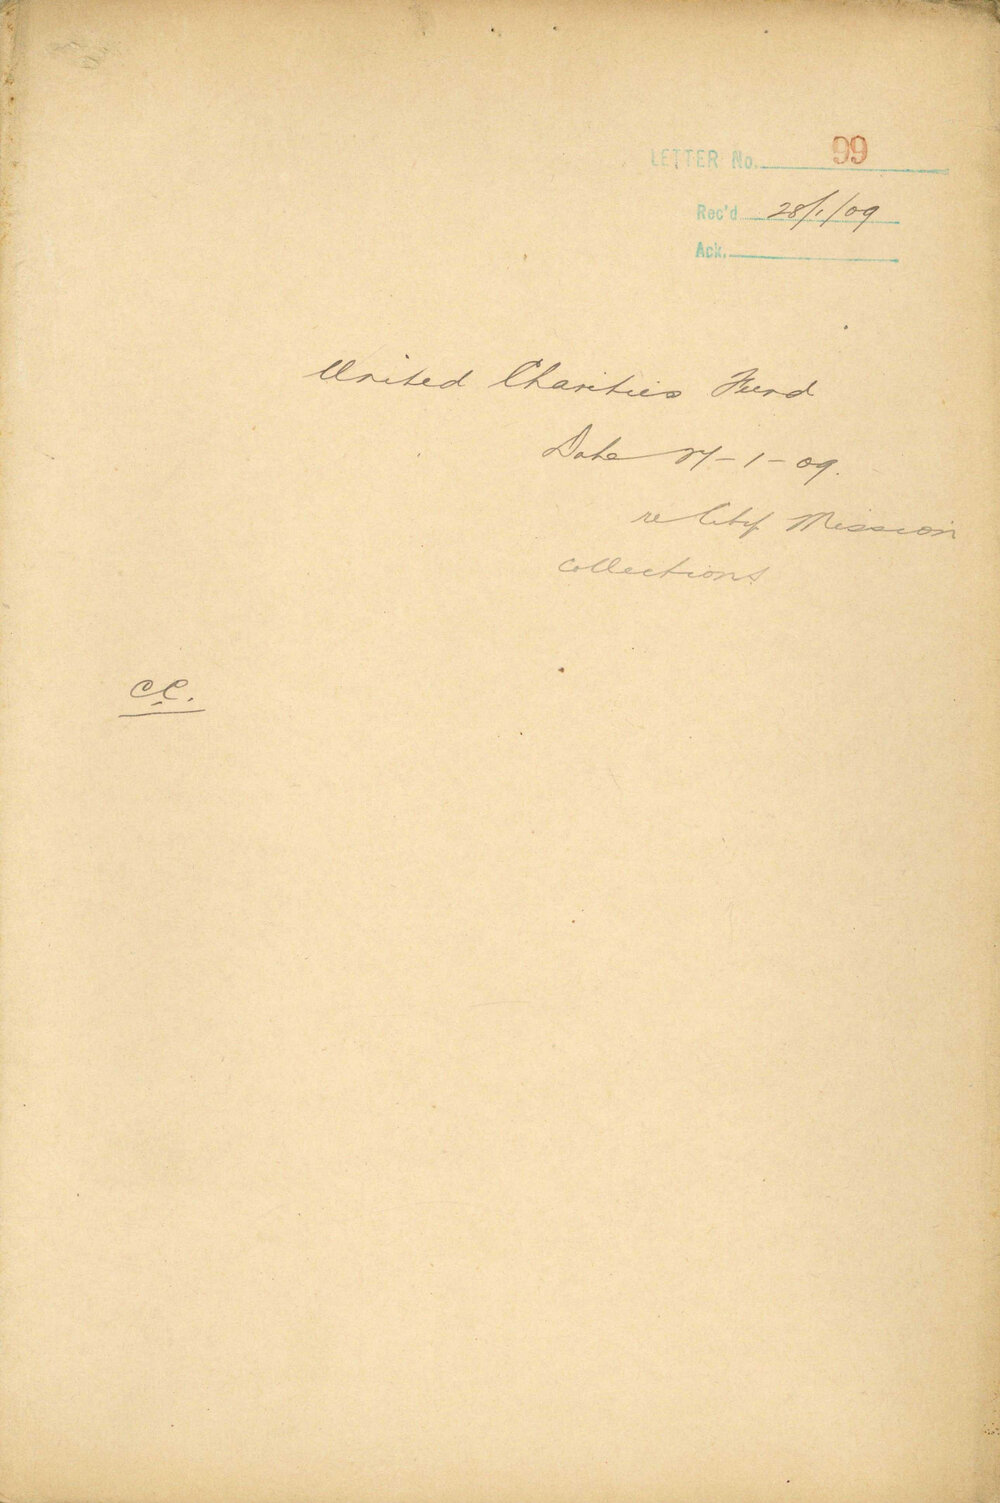 LETTER No. 99
Rec'd 28/1/09
Ack.
United Charities Fund
Date 27-1-09.
re City Mission
collections
C.C.